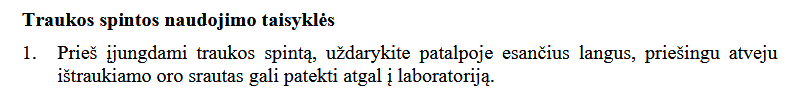 Traukos spintos naudojimo taisyklės
1. Prieš įjungdami traukos spintą, uždarykite patalpoje esančius langus, priešingu atveju
ištraukiamo oro srautas gali patekti atgal į laboratoriją.